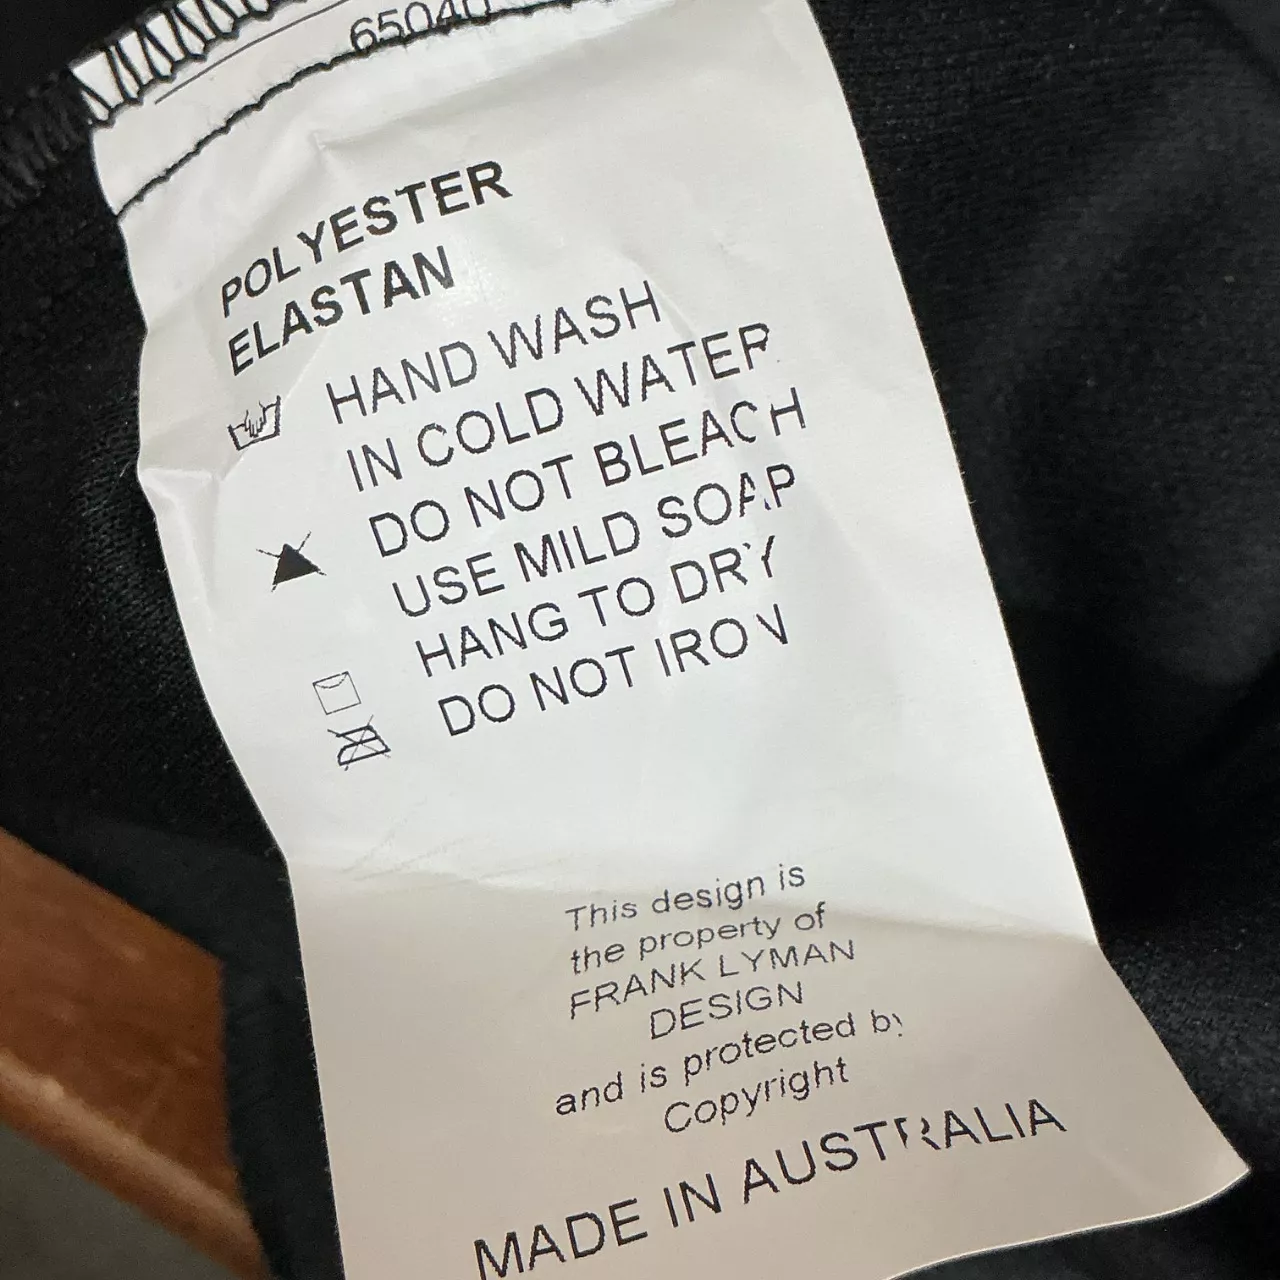 65040
POLYESTER
ELASTAN
HAND WASH
IN COLD WATER
DO NOT BLEACH
USE MILD SOAP
HANG TO DRY
DO NOT IRON
This design is
the property of
FRANK LYMAN
DESIGN
and is protected by
Copyright
MADE IN AUSTRALIA